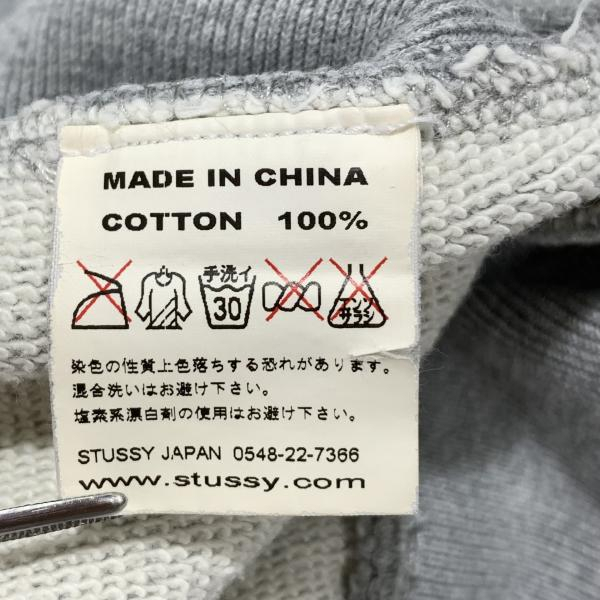 MADE IN CHINA
COTTON 100%
手洗イ
30
エンソ
サラシ
染色の性質上色落ちする恐れがあります。
混合洗いはお避け下さい。
塩素系漂白剤の使用はお避け下さい。
STUSSY JAPAN 0548-22-7366
www.stussy.com